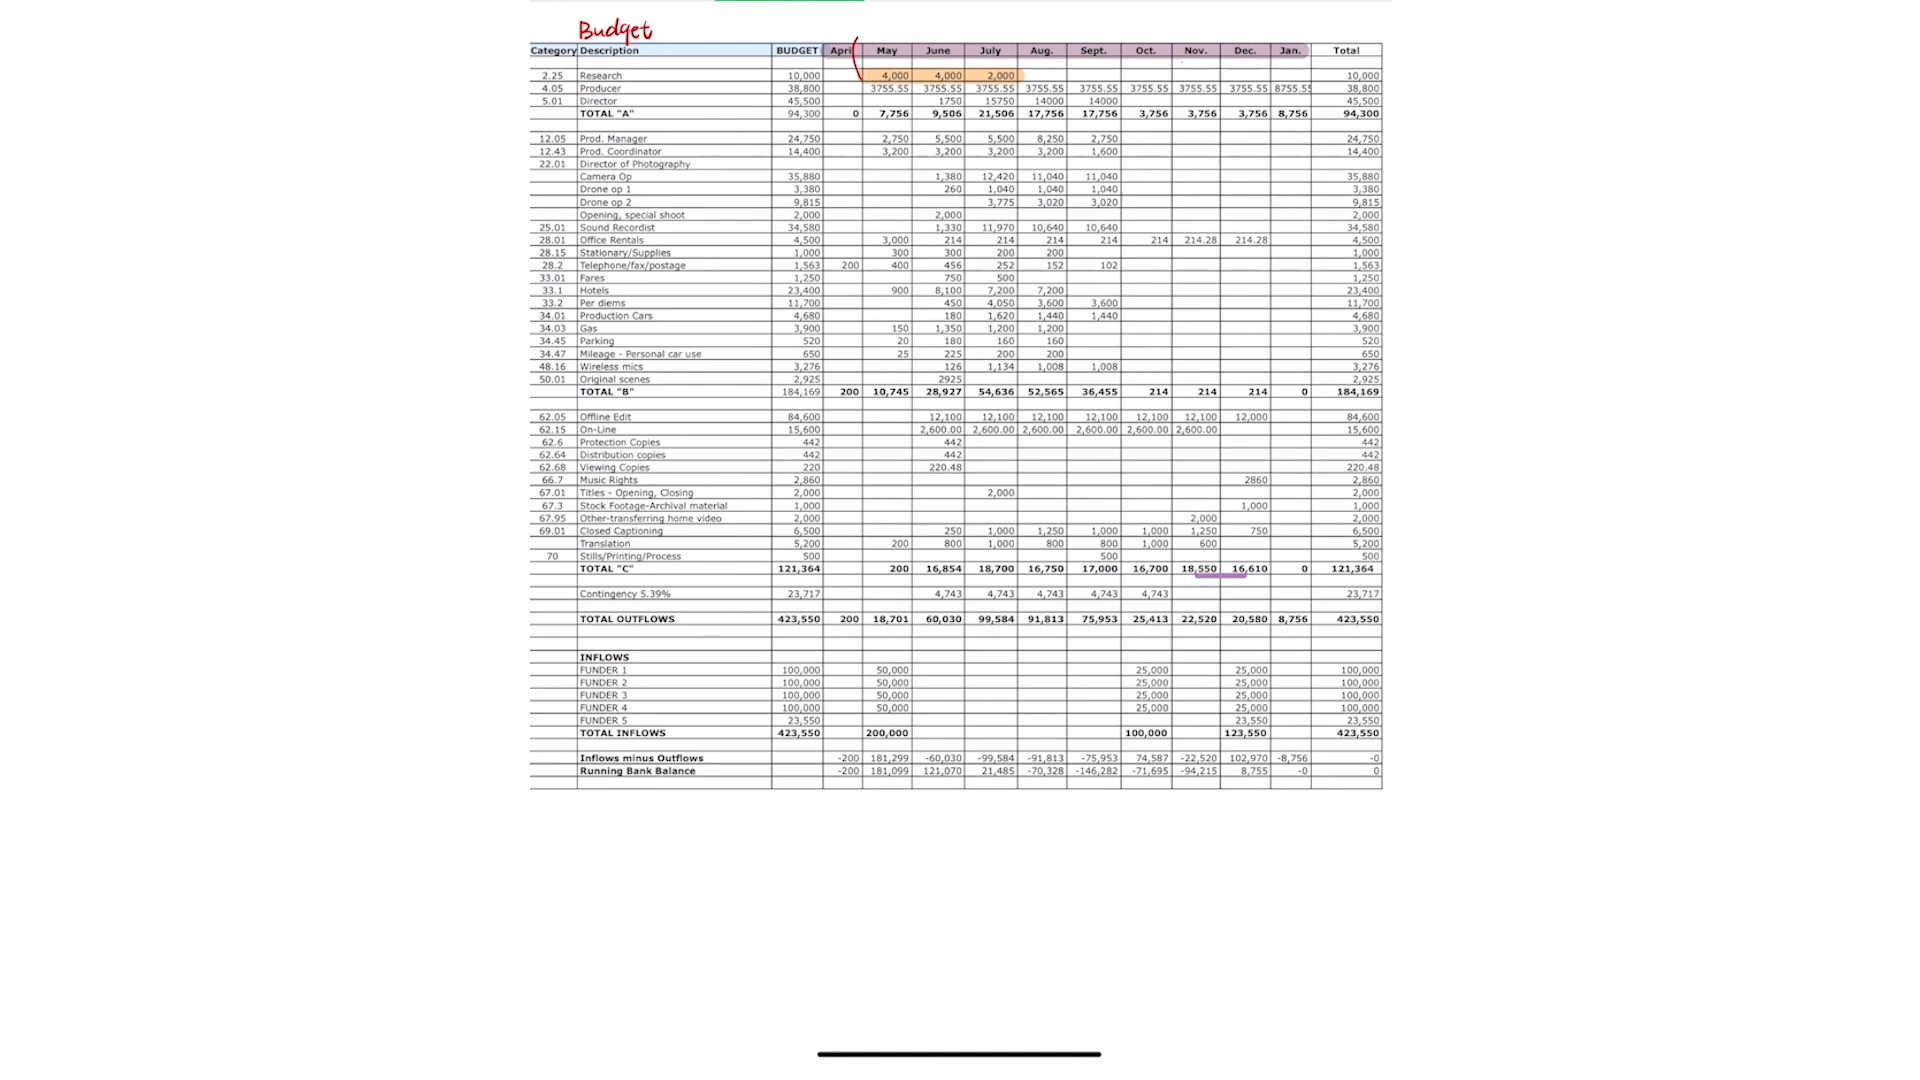 Budget
Category Description BUDGET April May June July Aug. Sept. Oct. Nov. Dec. Jan. Total
2.25 Research 10,000 4,000 4,000 2,000 10,000
4.05 Producer 38,800 3755.55 3755.55 3755.55 3755.55 3755.55 3755.55 3755.55 3755.55 8755.55 38,800
5.01 Director 45,500 1750 15750 14000 14000 45,500
TOTAL "A" 94,300 0 7,756 9,506 21,506 17,756 17,756 3,756 3,756 3,756 8,756 94,300
12.05 Prod. Manager 24,750 2,750 5,500 5,500 8,250 2,750 24,750
12.43 Prod. Coordinator 14,400 3,200 3,200 3,200 3,200 1,600 14,400
22.01 Director of Photography
Camera Op 35,880 1,380 12,420 11,040 11,040 35,880
Drone op 1 3,380 260 1,040 1,040 1,040 3,380
Drone op 2 9,815 3,775 3,020 3,020 9,815
Opening, special shoot 2,000 2,000 2,000
25.01 Sound Recordist 34,580 1,330 11,970 10,640 10,640 34,580
28.01 Office Rentals 4,500 3,000 214 214 214 214 214 214.28 214.28 4,500
28.15 Stationary/Supplies 1,000 300 300 200 200 1,000
28.2 Telephone/fax/postage 1,563 200 400 456 252 152 102 1,563
33.01 Fares 1,250 750 500 1,250
33.1 Hotels 23,400 900 8,100 7,200 7,200 23,400
33.2 Per diems 11,700 450 4,050 3,600 3,600 11,700
34.01 Production Cars 4,680 180 1,620 1,440 1,440 4,680
34.03 Gas 3,900 150 1,350 1,200 1,200 3,900
34.45 Parking 520 20 180 160 160 520
34.47 Mileage - Personal car use 650 25 225 200 200 650
48.16 Wireless mics 3,276 126 1,134 1,008 1,008 3,276
50.01 Original scenes 2,925 2925 2,925
TOTAL "B" 184,169 200 10,745 28,927 54,636 52,565 36,455 214 214 214 0 184,169
62.05 Offline Edit 84,600 12,100 12,100 12,100 12,100 12,100 12,100 12,000 84,600
62.15 On-Line 15,600 2,600.00 2,600.00 2,600.00 2,600.00 2,600.00 2,600.00 15,600
62.6 Protection Copies 442 442 442
62.64 Distribution copies 442 442 442
62.68 Viewing Copies 220 220.48 220.48
66.7 Music Rights 2,860 2860 2,860
67.01 Titles - Opening, Closing 2,000 2,000 2,000
67.3 Stock Footage-Archival material 1,000 1,000 1,000
67.95 Other-transferring home video 2,000 2,000 2,000
69.01 Closed Captioning 6,500 250 1,000 1,250 1,000 1,000 1,250 750 6,500
Translation 5,200 200 800 1,000 800 800 1,000 600 5,200
70 Stills/Printing/Process 500 500 500
TOTAL "C" 121,364 200 16,854 18,700 16,750 17,000 16,700 18,550 16,610 0 121,364
Contingency 5.39% 23,717 4,743 4,743 4,743 4,743 4,743 23,717
TOTAL OUTFLOWS 423,550 200 18,701 60,030 99,584 91,813 75,953 25,413 22,520 20,580 8,756 423,550
INFLOWS
FUNDER 1 100,000 50,000 25,000 25,000 100,000
FUNDER 2 100,000 50,000 25,000 25,000 100,000
FUNDER 3 100,000 50,000 25,000 25,000 100,000
FUNDER 4 100,000 50,000 25,000 25,000 100,000
FUNDER 5 23,550 23,550 23,550
TOTAL INFLOWS 423,550 200,000 100,000 123,550 423,550
Inflows minus Outflows -200 181,299 -60,030 -99,584 -91,813 -75,953 74,587 -22,520 102,970 -8,756 -0
Running Bank Balance -200 181,099 121,070 21,485 -70,328 -146,282 -71,695 -94,215 8,755 -0 0